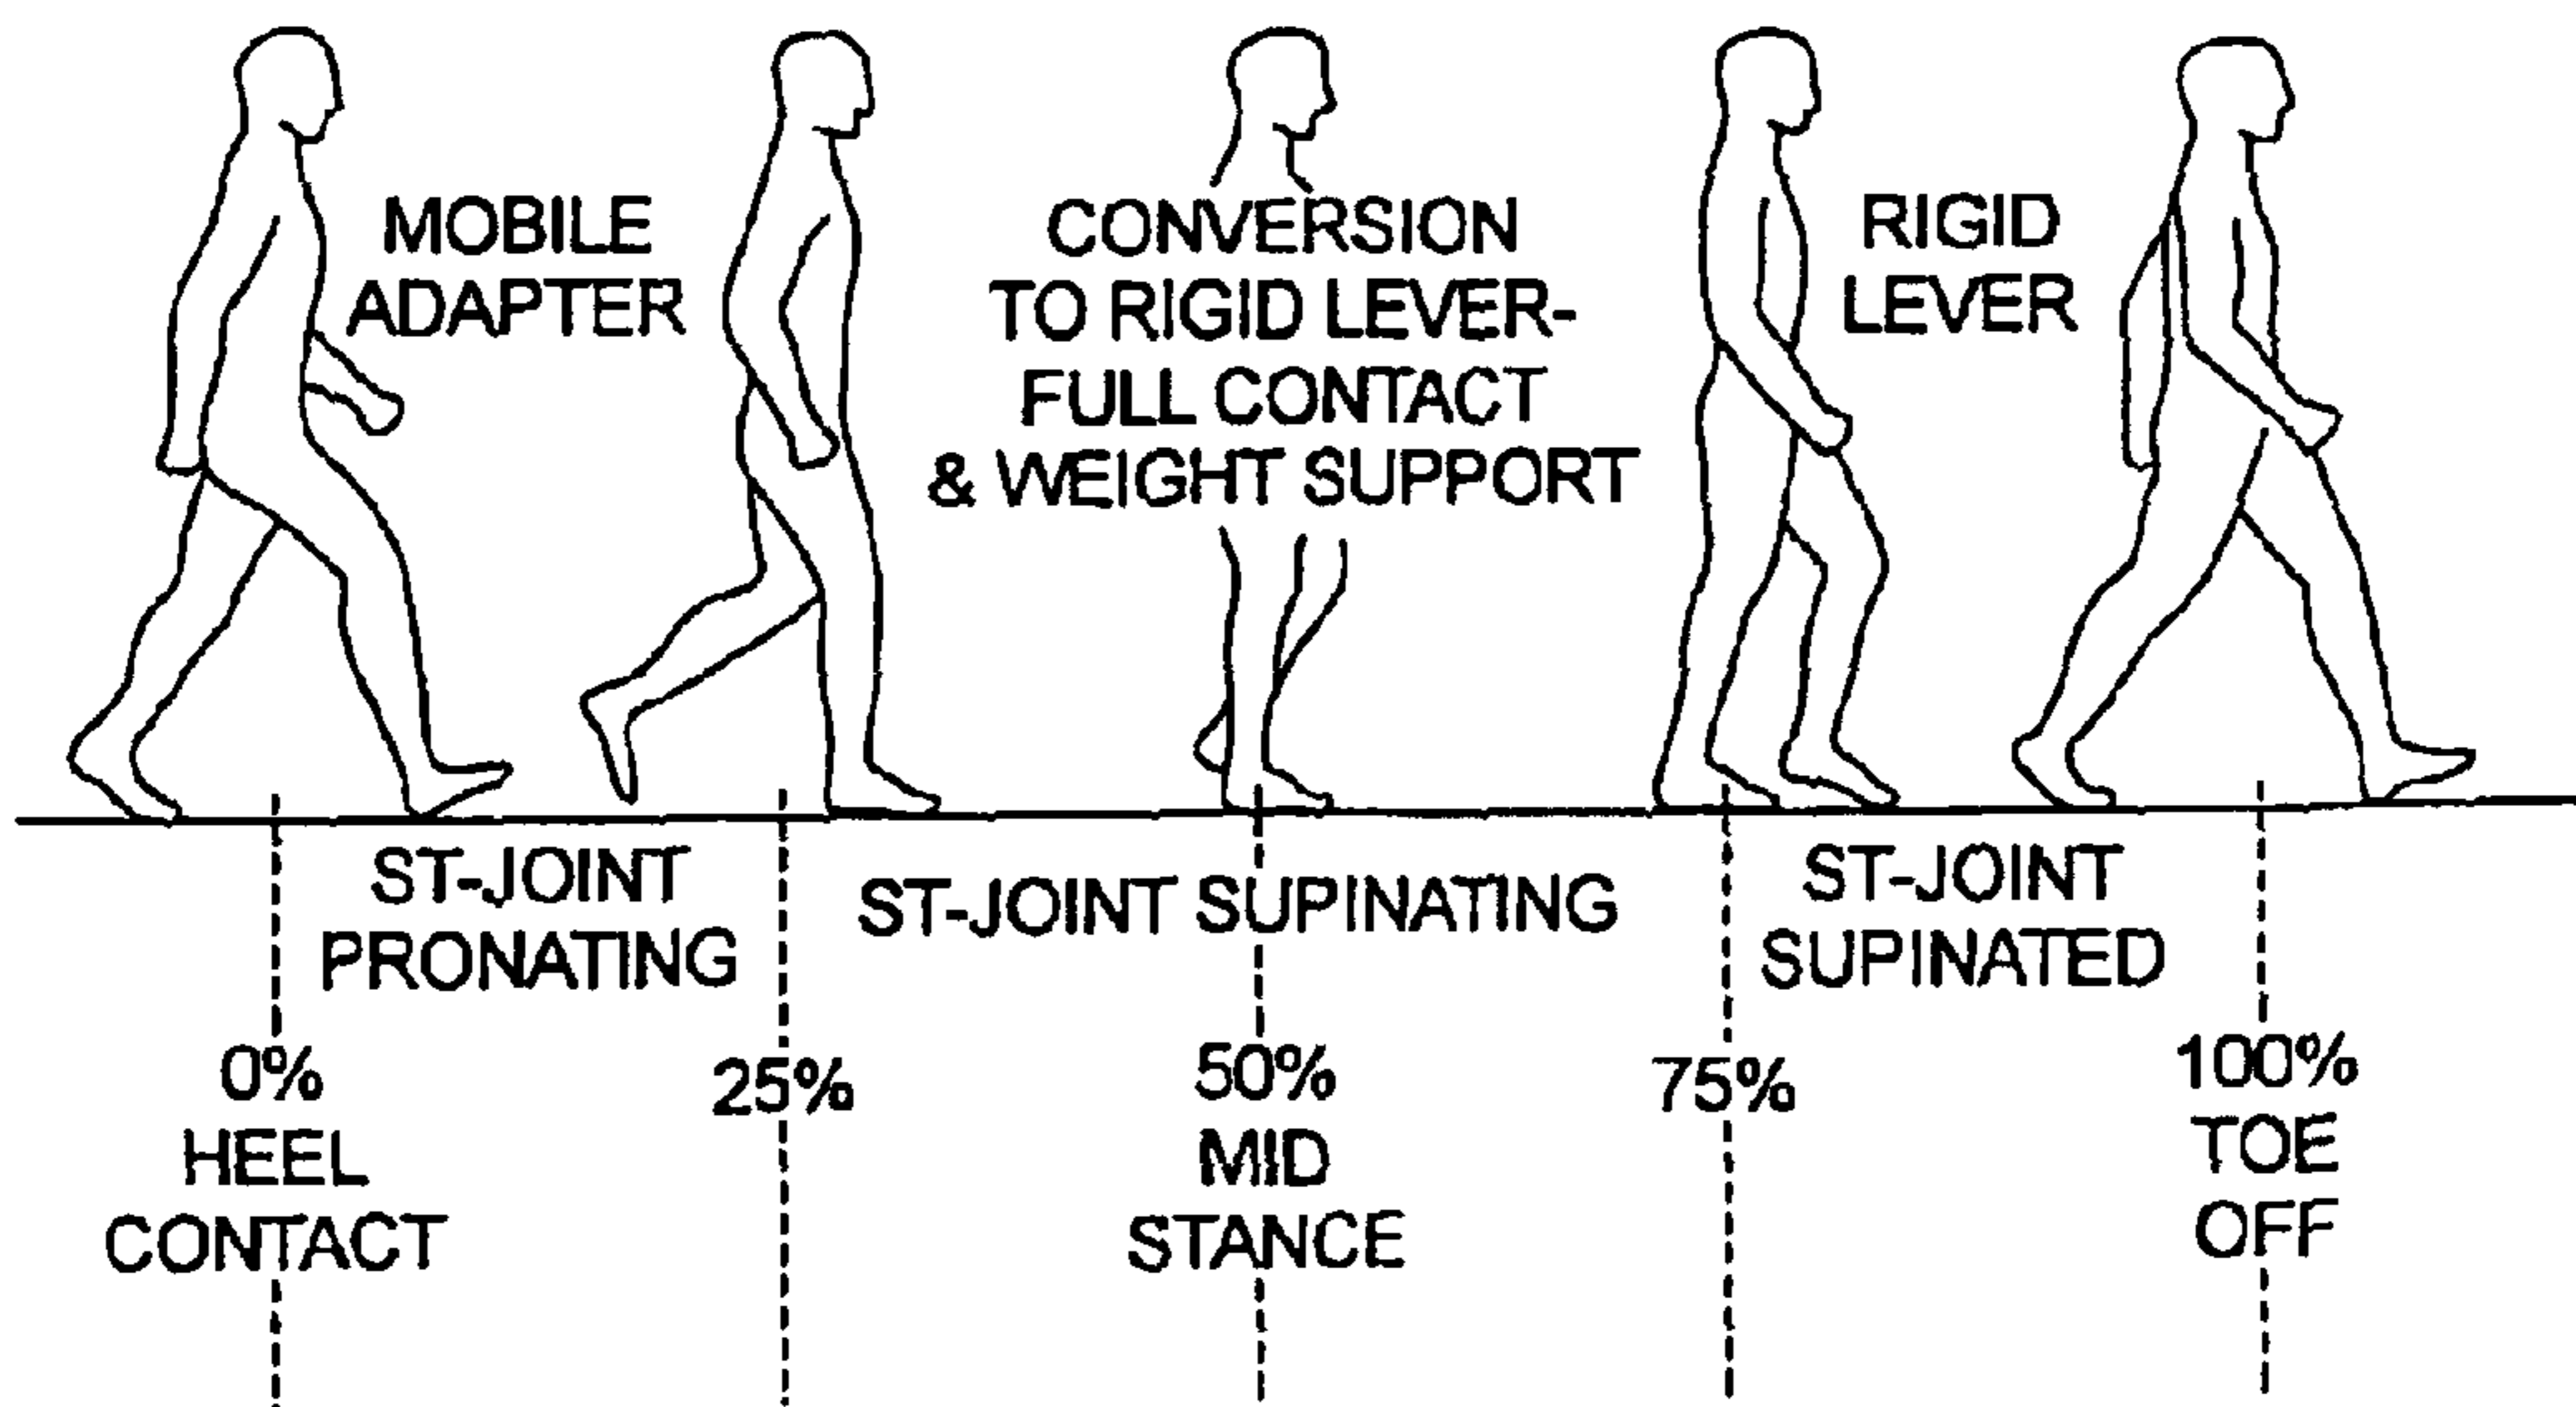 MOBILE
ADAPTER
CONVERSION
TO RIGID LEVER-
FULL CONTACT
& WEIGHT SUPPORT
RIGID
LEVER
ST-JOINT
PRONATING
ST-JOINT SUPINATING
ST-JOINT
SUPINATED
0%
HEEL
CONTACT
25%
50%
MID
STANCE
75%
100%
TOE
OFF